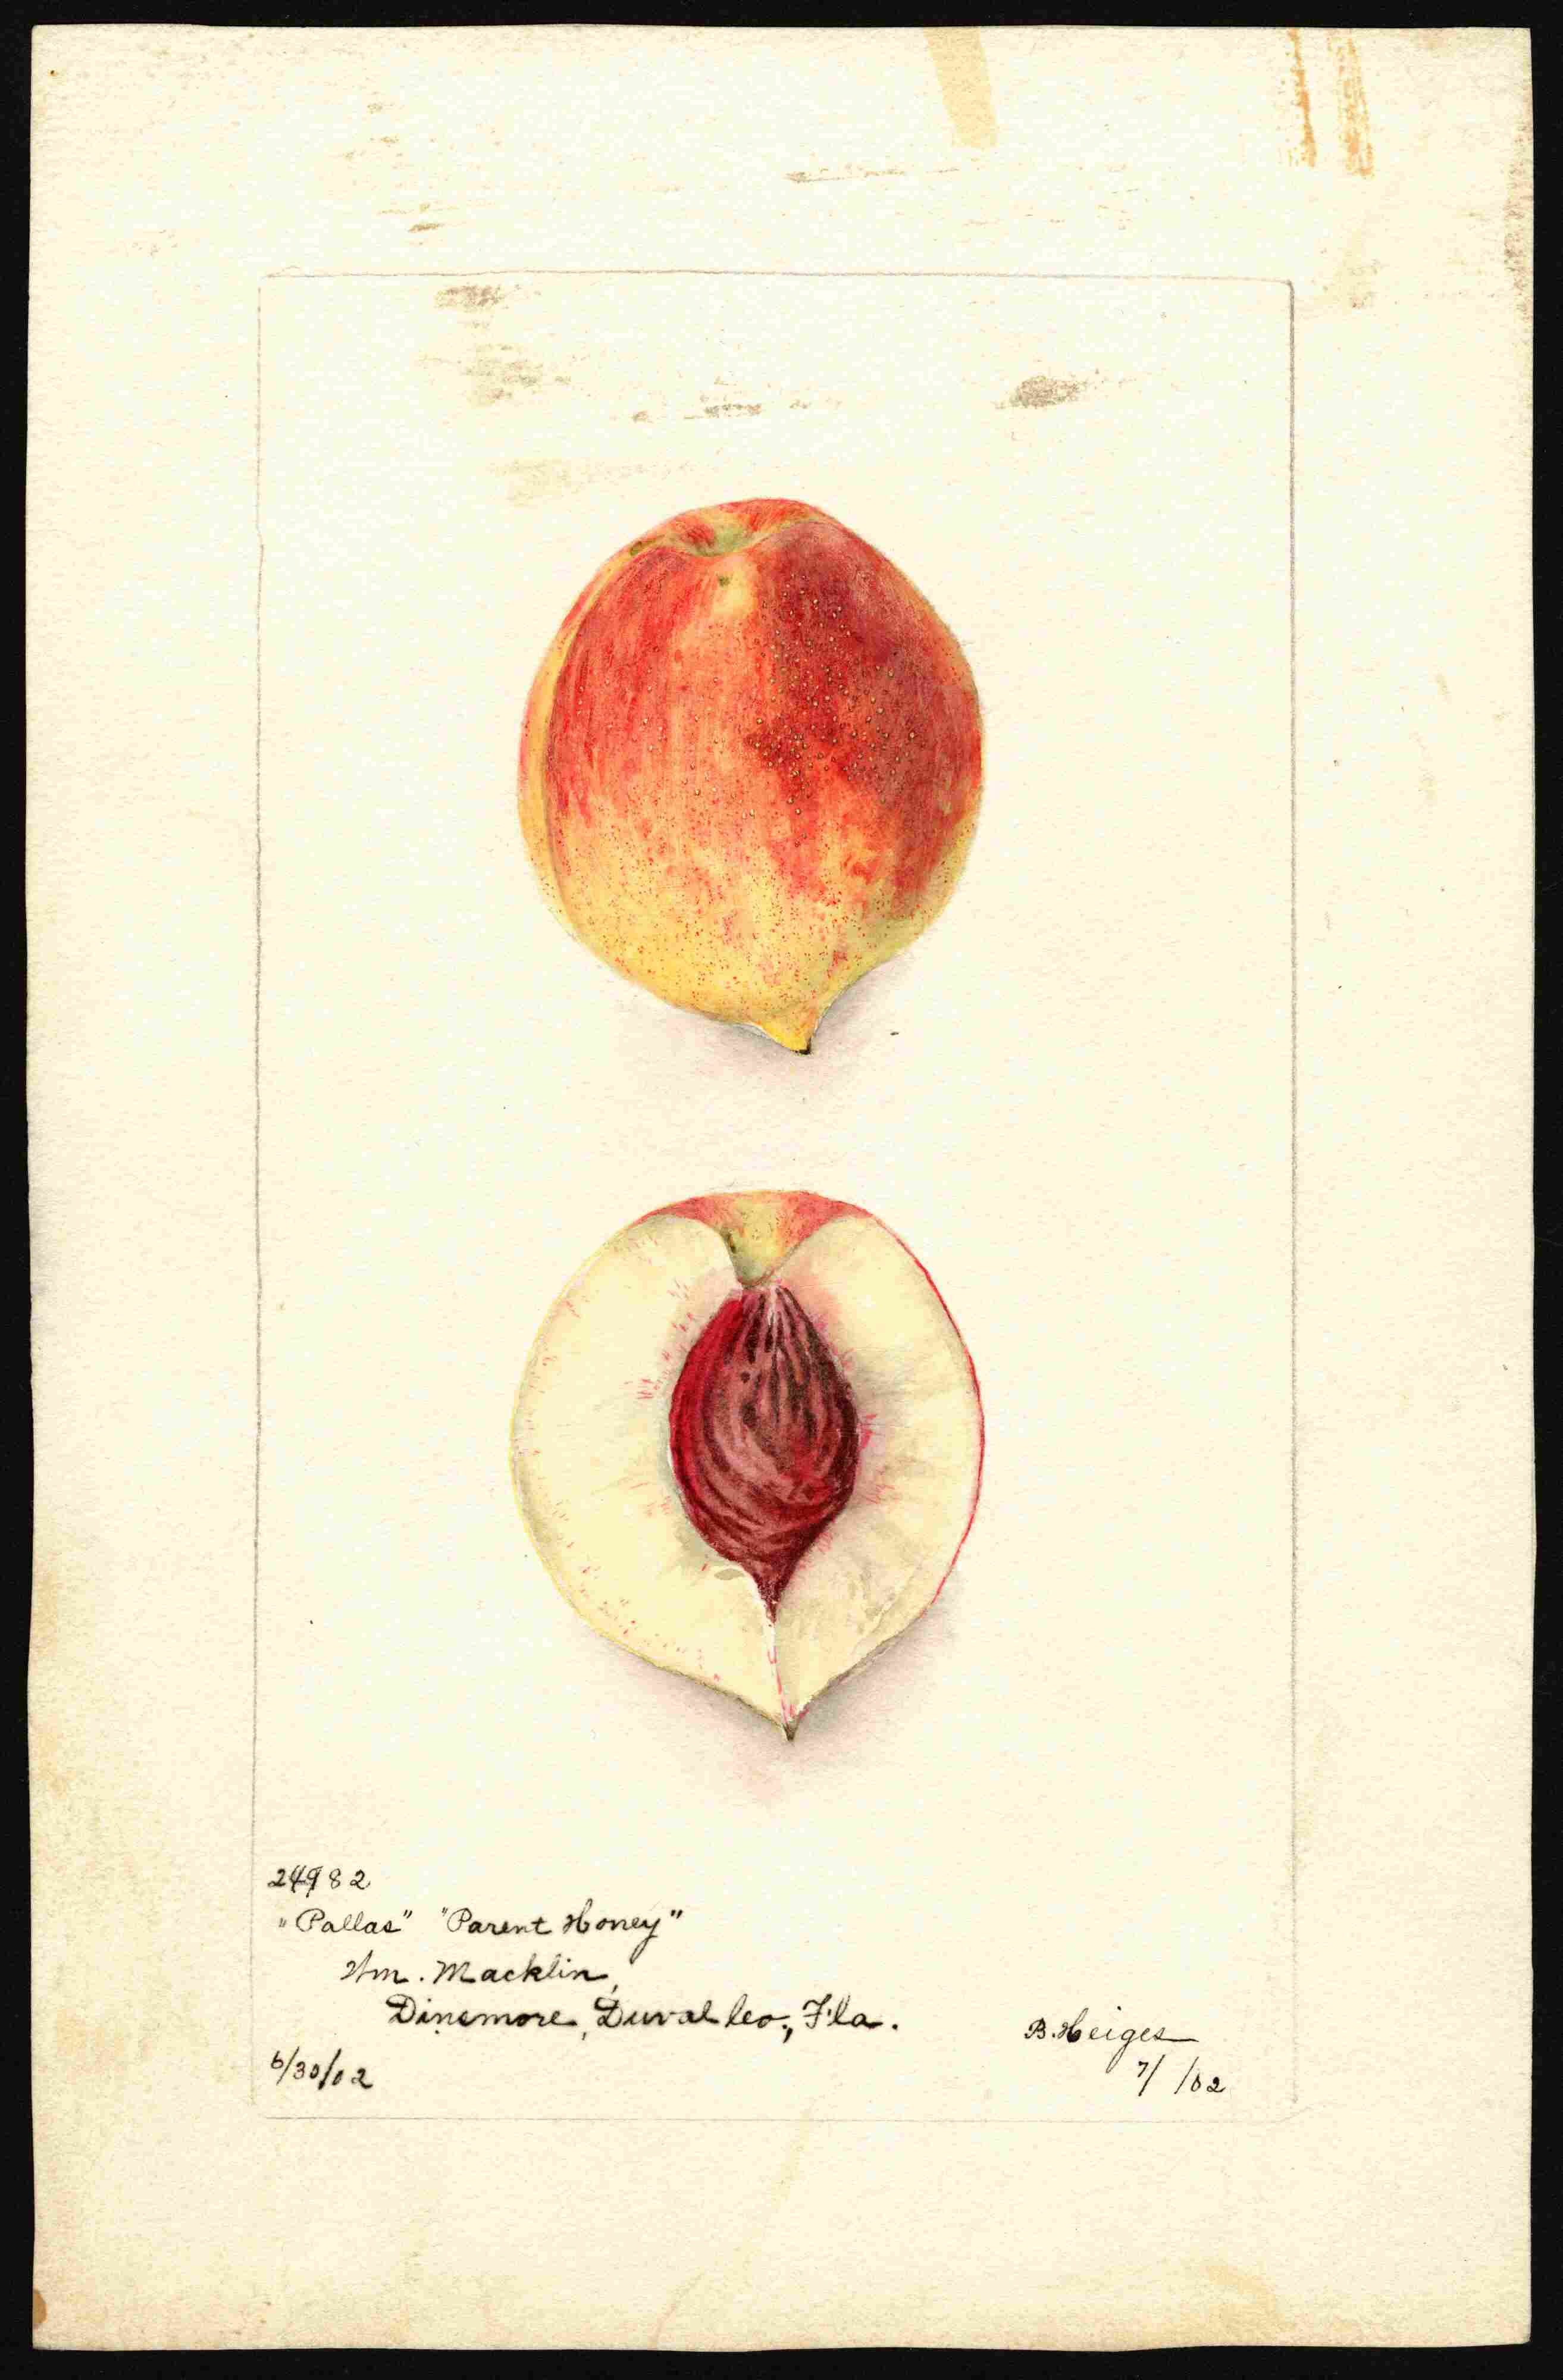 24982
"Pallas" "Parent Honey"
Wm. Macklin,
Dinsmore, Duval Co., Fla.
B. Heiges
6/30/02
7/ /02